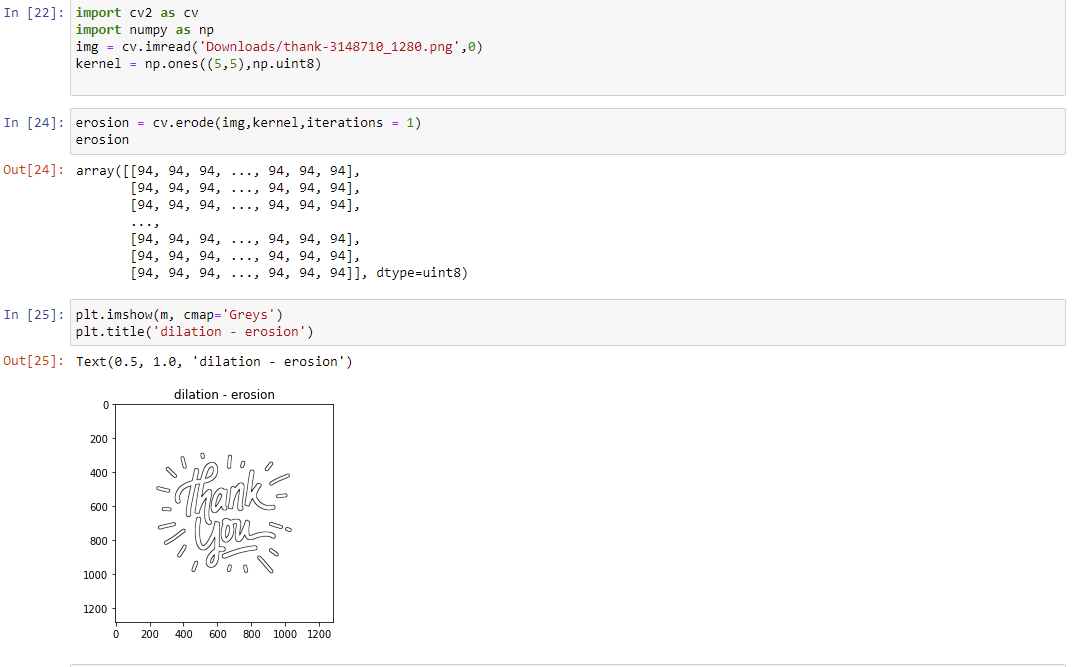 In [22]: import cv2 as cv
import numpy as np
img = cv.imread('Downloads/thank-3148710_1280.png',0)
kernel = np.ones((5,5),np.uint8)
In [24]: erosion = cv.erode(img,kernel,iterations = 1)
erosion
Out[24]: array([[94, 94, 94, ..., 94, 94, 94],
[94, 94, 94, ..., 94, 94, 94],
[94, 94, 94, ..., 94, 94, 94],
...,
[94, 94, 94, ..., 94, 94, 94],
[94, 94, 94, ..., 94, 94, 94],
[94, 94, 94, ..., 94, 94, 94]], dtype=uint8)
In [25]: plt.imshow(m, cmap='Greys')
plt.title('dilation - erosion')
Out[25]: Text(0.5, 1.0, 'dilation - erosion')
dilation - erosion
0
200
400
600
800
1000
1200
thank
you
0 200 400 600 800 1000 1200